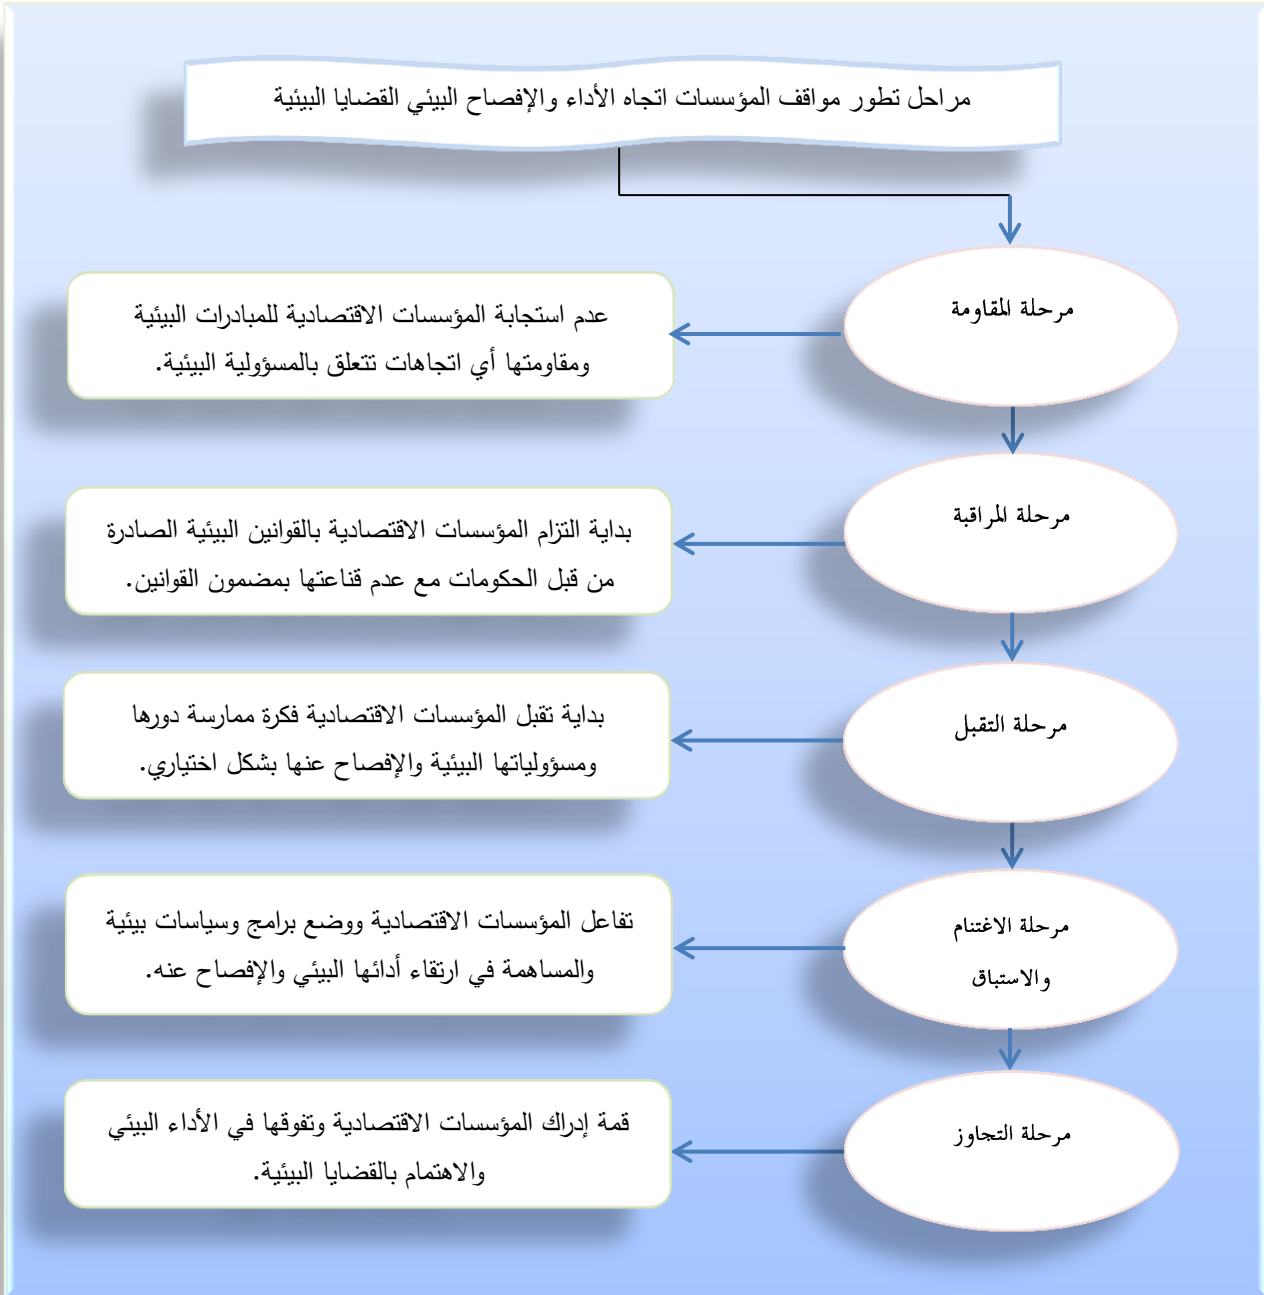 مراحل تطور مواقف المؤسسات اتجاه الأداء والإفصاح البيئي القضايا البيئية
مرحلة المقاومة
عدم استجابة المؤسسات الاقتصادية للمبادرات البيئية
ومقاومتها أي اتجاهات تتعلق بالمسؤولية البيئية.
مرحلة المراقبة
بداية التزام المؤسسات الاقتصادية بالقوانين البيئية الصادرة
من قبل الحكومات مع عدم قناعتها بمضمون القوانين.
مرحلة التقبل
بداية تقبل المؤسسات الاقتصادية فكرة ممارسة دورها
ومسؤولياتها البيئية والإفصاح عنها بشكل اختياري.
مرحلة الاغتنام
والاستباق
تفاعل المؤسسات الاقتصادية ووضع برامج وسياسات بيئية
والمساهمة في ارتقاء أدائها البيئي والإفصاح عنه.
مرحلة التجاوز
قمة إدراك المؤسسات الاقتصادية وتفوقها في الأداء البيئي
والاهتمام بالقضايا البيئية.